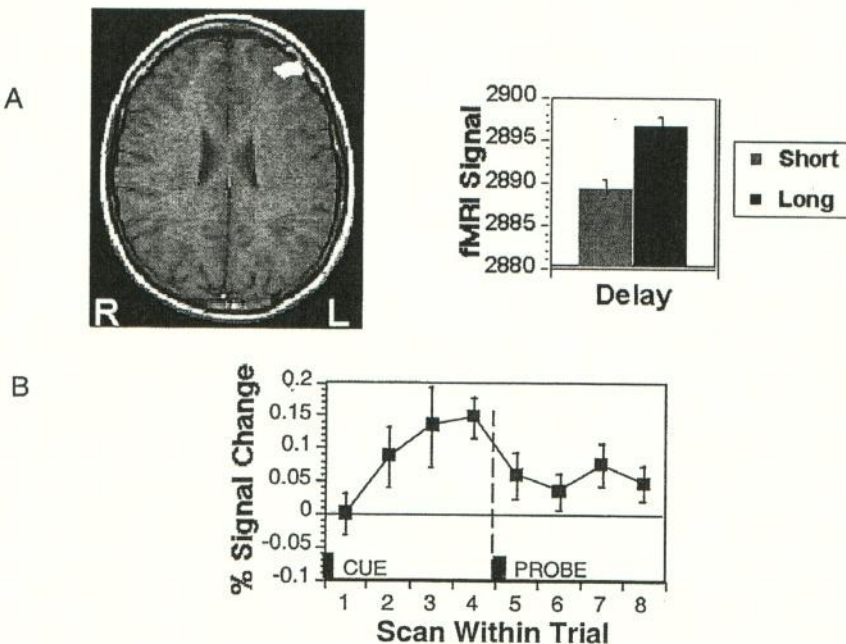 A
R
L
fMRI Signal
2900
2895
2890
2885
2880
Delay
Short
Long
B
% Signal Change
0.2
0.15
0.1
0.05
0
-0.05
-0.1
CUE
PROBE
1 2 3 4 5 6 7 8
Scan Within Trial